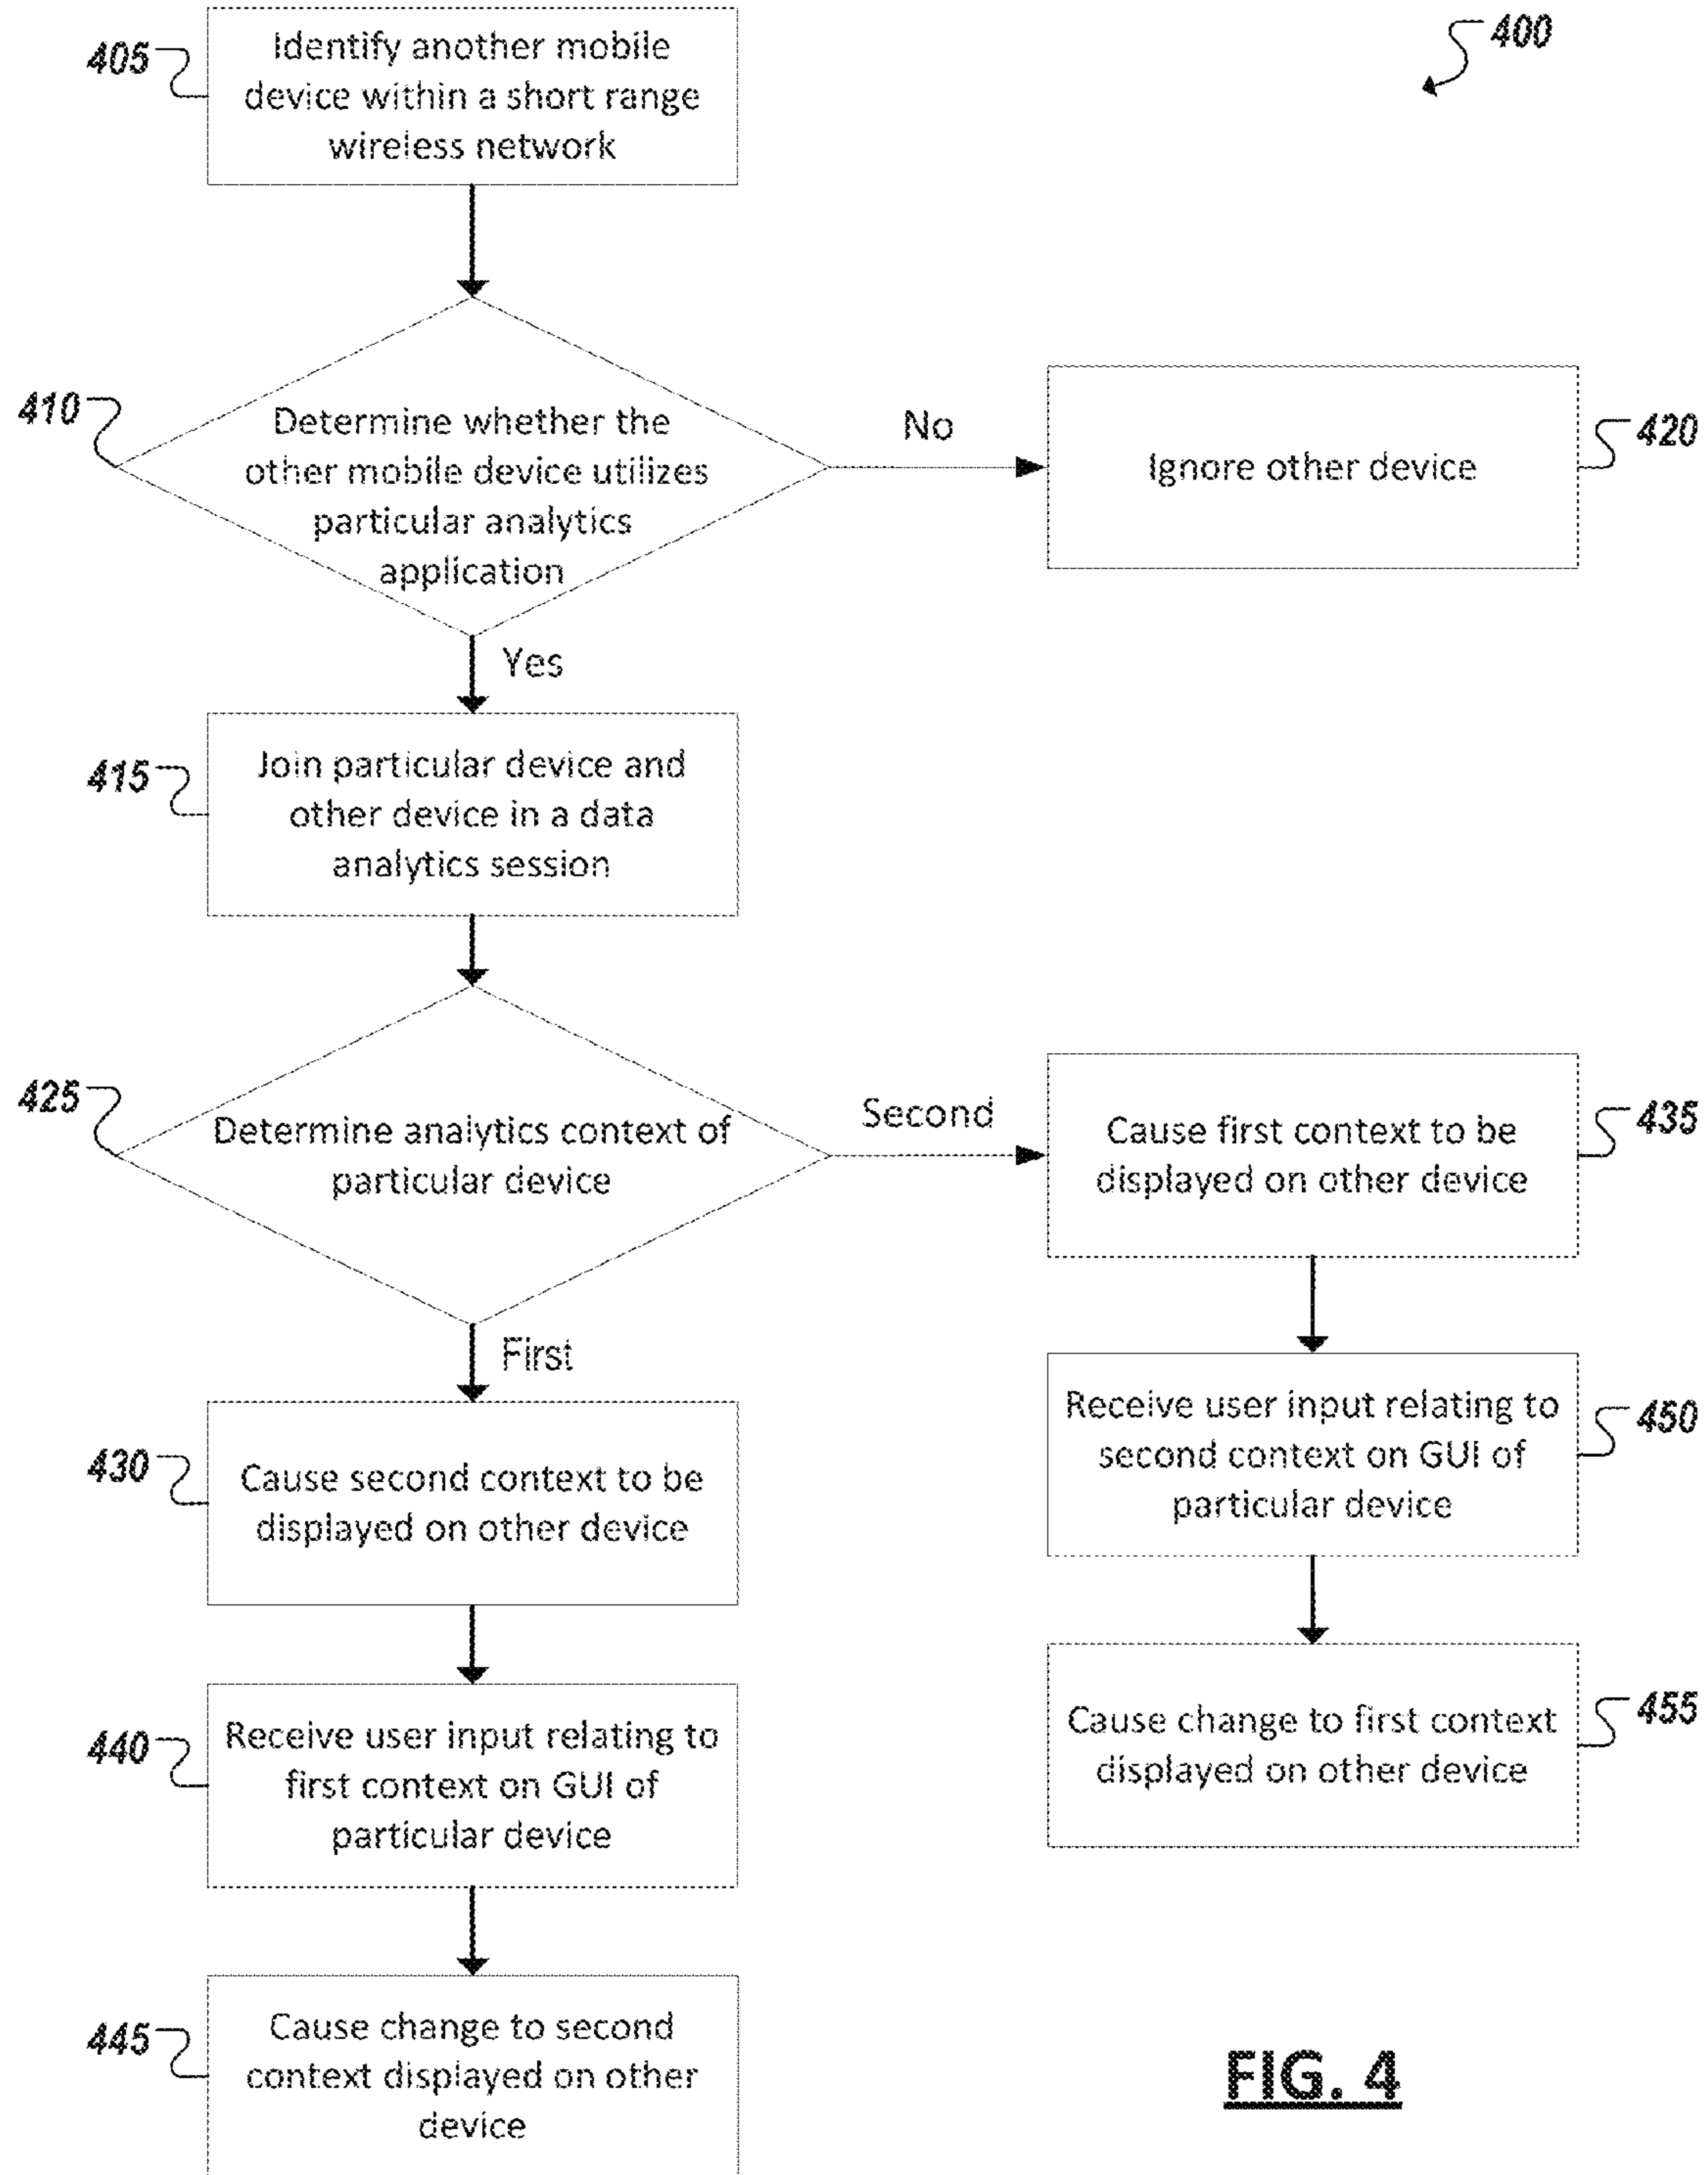 400
405
Identify another mobile
device within a short range
wireless network
410
Determine whether the
other mobile device utilizes
particular analytics
application
No
420
Ignore other device
Yes
415
Join particular device and
other device in a data
analytics session
425
Determine analytics context of
particular device
Second
435
Cause first context to be
displayed on other device
First
430
Cause second context to be
displayed on other device
450
Receive user input relating to
second context on GUI of
particular device
440
Receive user input relating to
first context on GUI of
particular device
455
Cause change to first context
displayed on other device
445
Cause change to second
context displayed on other
device
FIG. 4